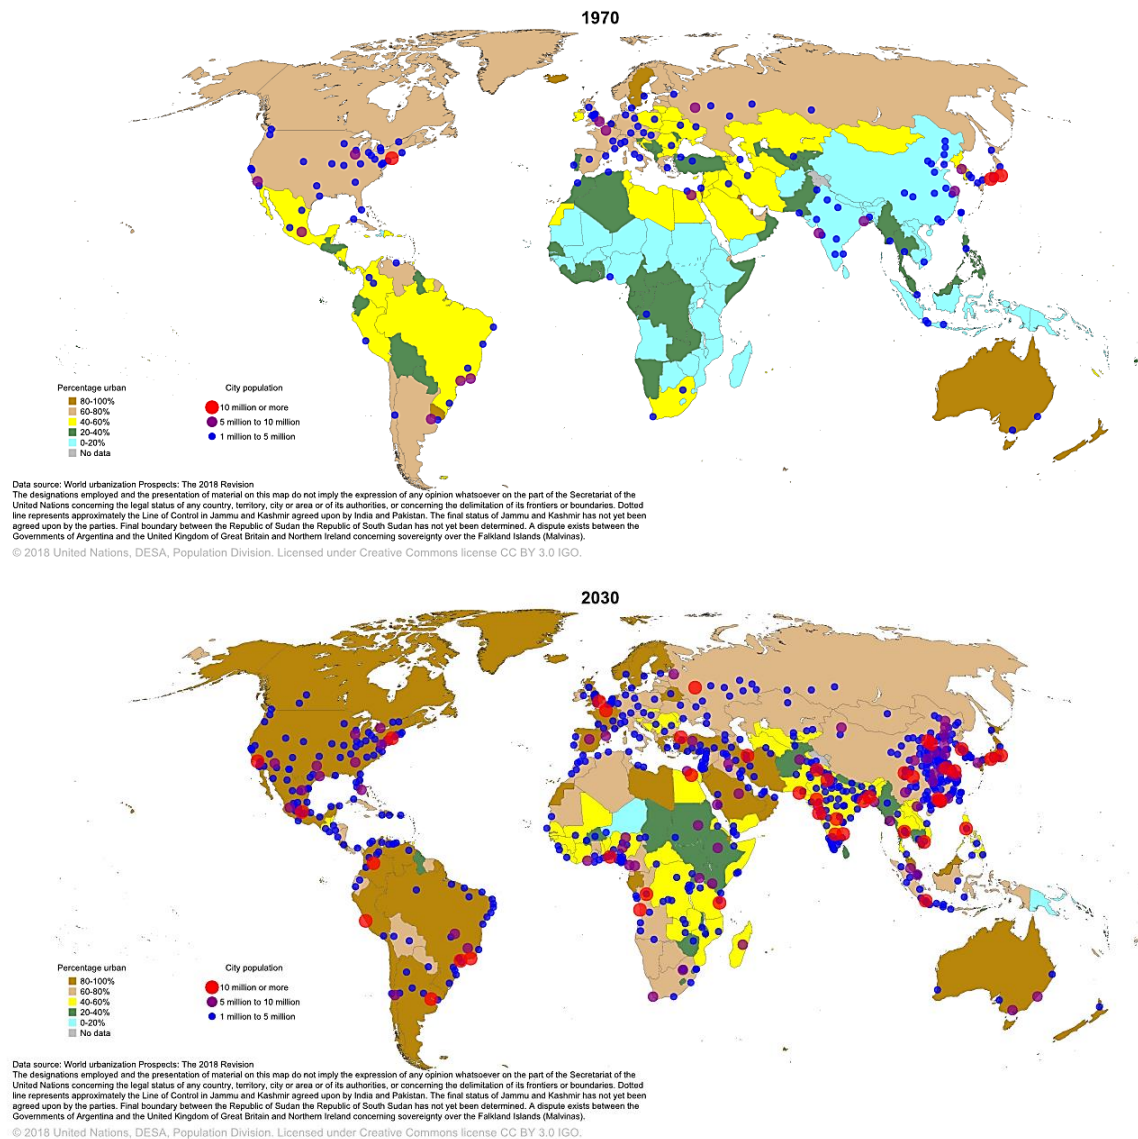 1970
Percentage urban
80-100%
60-80%
40-60%
20-40%
0-20%
No data
City population
10 million or more
5 million to 10 million
1 million to 5 million
Data source: World urbanization Prospects: The 2018 Revision
The designations employed and the presentation of material on this map do not imply the expression of any opinion whatsoever on the part of the Secretariat of the
United Nations concerning the legal status of any country, territory, city or area or of its authorities, or concerning the delimitation of its frontiers or boundaries. Dotted
line represents approximately the Line of Control in Jammu and Kashmir agreed upon by India and Pakistan. The final status of Jammu and Kashmir has not yet been
agreed upon by the parties. Final boundary between the Republic of Sudan the Republic of South Sudan has not yet been determined. A dispute exists between the
Governments of Argentina and the United Kingdom of Great Britain and Northern Ireland concerning sovereignty over the Falkland Islands (Malvinas).
© 2018 United Nations, DESA, Population Division. Licensed under Creative Commons license CC BY 3.0 IGO.
2030
Percentage urban
80-100%
60-80%
40-60%
20-40%
0-20%
No data
City population
10 million or more
5 million to 10 million
1 million to 5 million
Data source: World urbanization Prospects: The 2018 Revision
The designations employed and the presentation of material on this map do not imply the expression of any opinion whatsoever on the part of the Secretariat of the
United Nations concerning the legal status of any country, territory, city or area or of its authorities, or concerning the delimitation of its frontiers or boundaries. Dotted
line represents approximately the Line of Control in Jammu and Kashmir agreed upon by India and Pakistan. The final status of Jammu and Kashmir has not yet been
agreed upon by the parties. Final boundary between the Republic of Sudan the Republic of South Sudan has not yet been determined. A dispute exists between the
Governments of Argentina and the United Kingdom of Great Britain and Northern Ireland concerning sovereignty over the Falkland Islands (Malvinas).
© 2018 United Nations, DESA, Population Division. Licensed under Creative Commons license CC BY 3.0 IGO.